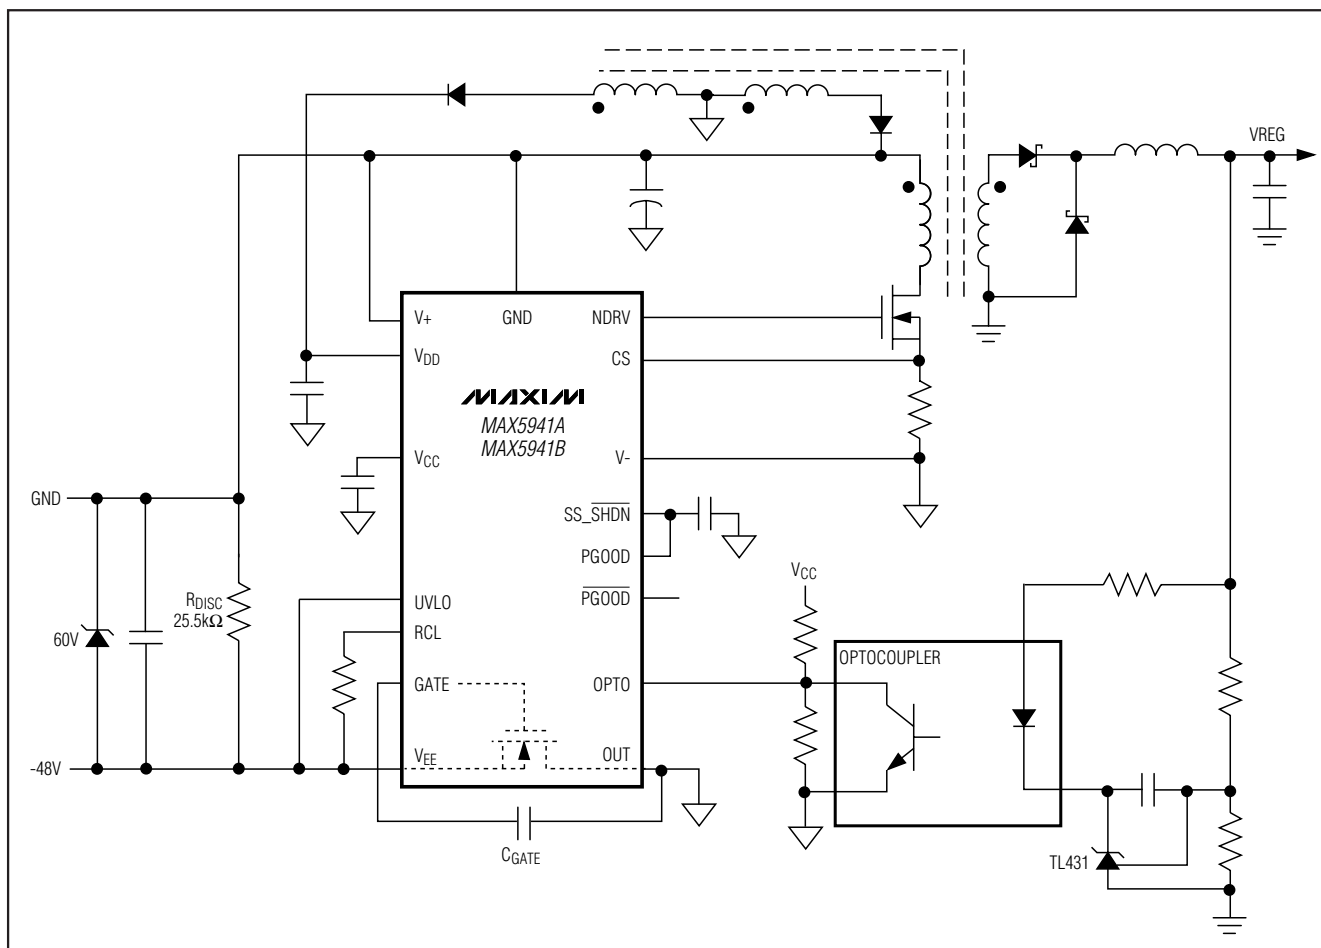 VREG
V+
GND
NDRV
VDD
CS
MAXIM
MAX5941A
MAX5941B
VCC
V-
GND
SS_SHDN
PGOOD
VCC
RDISC
25.5kΩ
UVLO
PGOOD
60V
RCL
OPTOCOUPLER
GATE
OPTO
VEE
OUT
-48V
CGATE
TL431